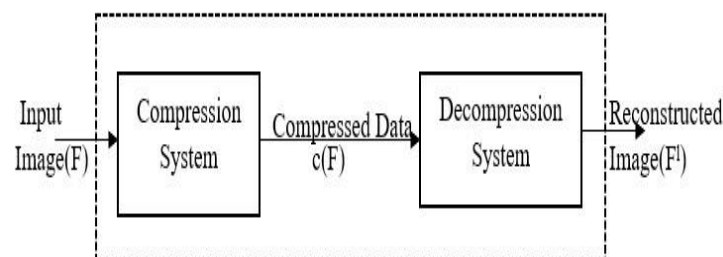 Input
Image(F)
Compression
System
Compressed Data
c(F)
Decompression
System
Reconstructed
Image(F')